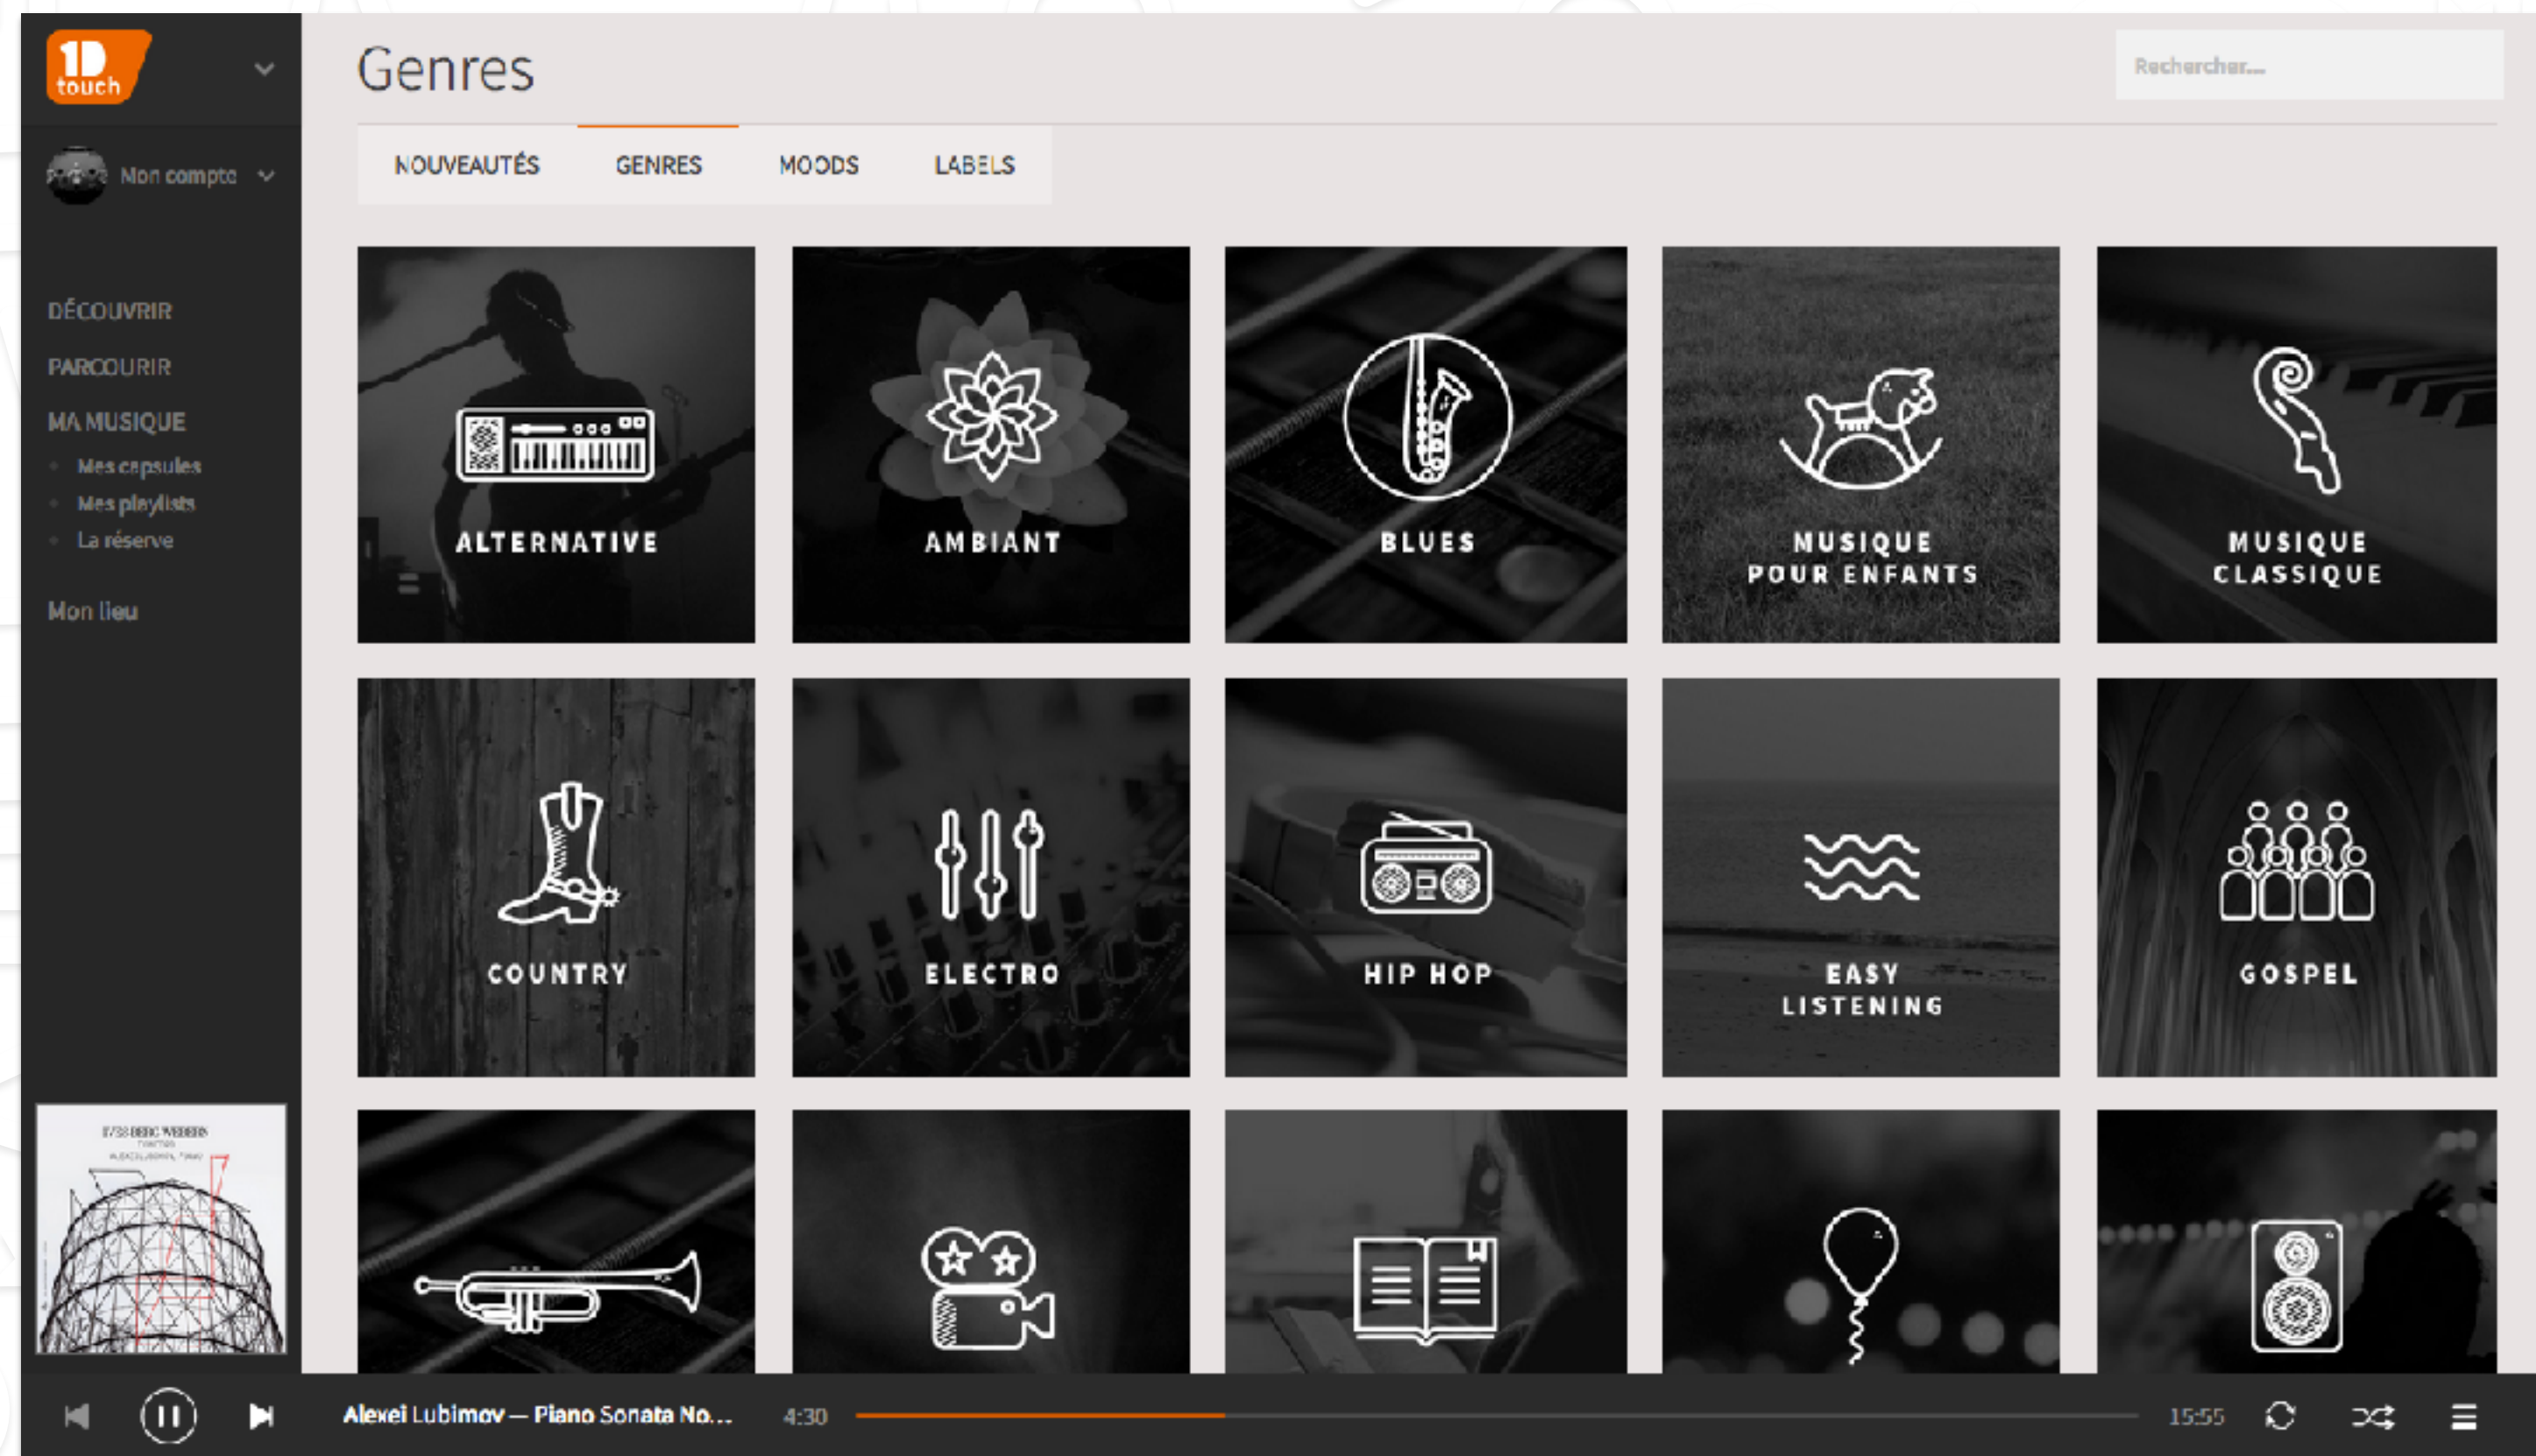 1D
touch
Genres
Rechercher...
Mon compte
NOUVEAUTÉS
GENRES
MOODS
LABELS
DÉCOUVRIR
PARCOURIR
MA MUSIQUE
Mes capsules
Mes playlists
La réserve
Mon lieu
ALTERNATIVE
AMBIANT
BLUES
MUSIQUE
POUR ENFANTS
MUSIQUE
CLASSIQUE
COUNTRY
ELECTRO
HIP HOP
EASY
LISTENING
GOSPEL
Alexei Lubimov — Piano Sonata No...
4:30
15:55